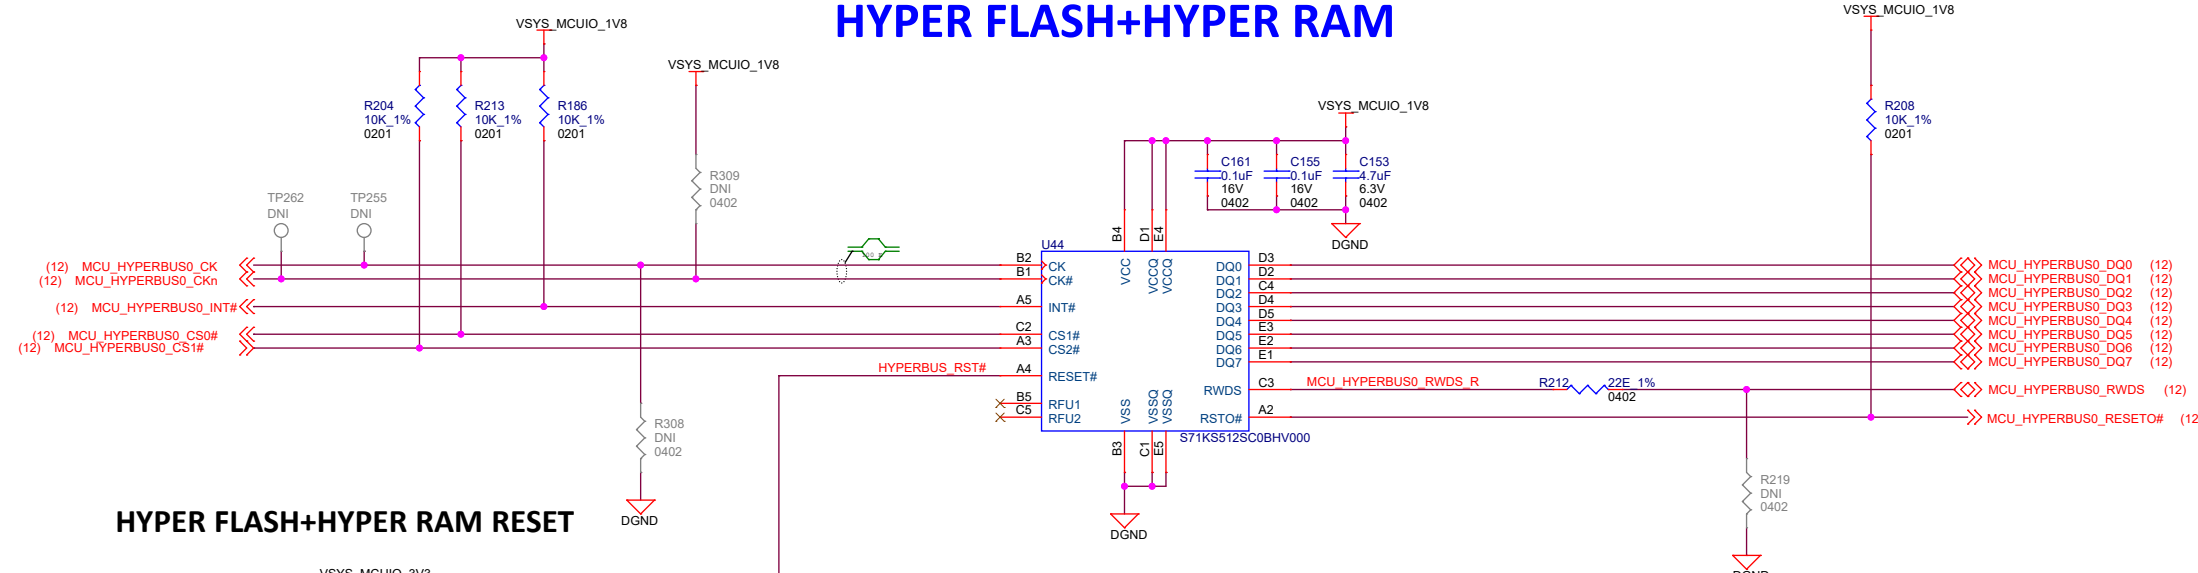 HYPER FLASH+HYPER RAM
VSYS_MCUIO_1V8
VSYS_MCUIO_1V8
VSYS_MCUIO_1V8
VSYS_MCUIO_1V8
R204
10K_1%
0201
R213
10K_1%
0201
R186
10K_1%
0201
R208
10K_1%
0201
R309
DNI
0402
C161
0.1uF
16V
0402
C155
0.1uF
16V
0402
C153
4.7uF
6.3V
0402
DGND
TP262
DNI
TP255
DNI
U44
B4
D1
E4
VCC
VCCQ
VCCQ
(12) MCU_HYPERBUS0_CK
(12) MCU_HYPERBUS0_CKn
(12) MCU_HYPERBUS0_INT#
(12) MCU_HYPERBUS0_CS0#
(12) MCU_HYPERBUS0_CS1#
HYPERBUS_RST#
B2 CK
B1 CK#
A5 INT#
C2 CS1#
A3 CS2#
A4 RESET#
B5 RFU1
C5 RFU2
DQ0 D3
DQ1 D2
DQ2 C4
DQ3 D4
DQ4 D5
DQ5 E3
DQ6 E2
DQ7 E1
RWDS C3
RSTO# A2
MCU_HYPERBUS0_DQ0 (12)
MCU_HYPERBUS0_DQ1 (12)
MCU_HYPERBUS0_DQ2 (12)
MCU_HYPERBUS0_DQ3 (12)
MCU_HYPERBUS0_DQ4 (12)
MCU_HYPERBUS0_DQ5 (12)
MCU_HYPERBUS0_DQ6 (12)
MCU_HYPERBUS0_DQ7 (12)
MCU_HYPERBUS0_RWDS_R
R212
22E_1%
0402
MCU_HYPERBUS0_RWDS (12)
MCU_HYPERBUS0_RESETO# (12
VSS
VSSQ
VSSQ
B3
C1
E5
S71KS512SC0BHV000
DGND
R308
DNI
0402
DGND
R219
DNI
0402
DGND
HYPER FLASH+HYPER RAM RESET
VSYS_MCUIO_3V3